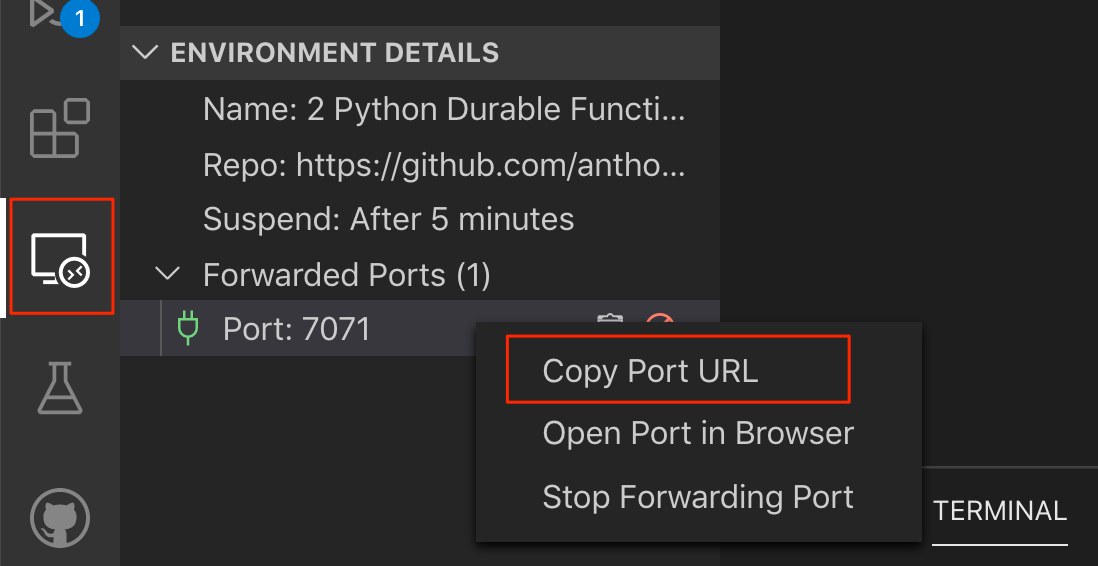 1
ENVIRONMENT DETAILS
Name: 2 Python Durable Functi...
Repo: https://github.com/antho...
Suspend: After 5 minutes
Forwarded Ports (1)
Port: 7071
Copy Port URL
Open Port in Browser
Stop Forwarding Port
TERMINAL